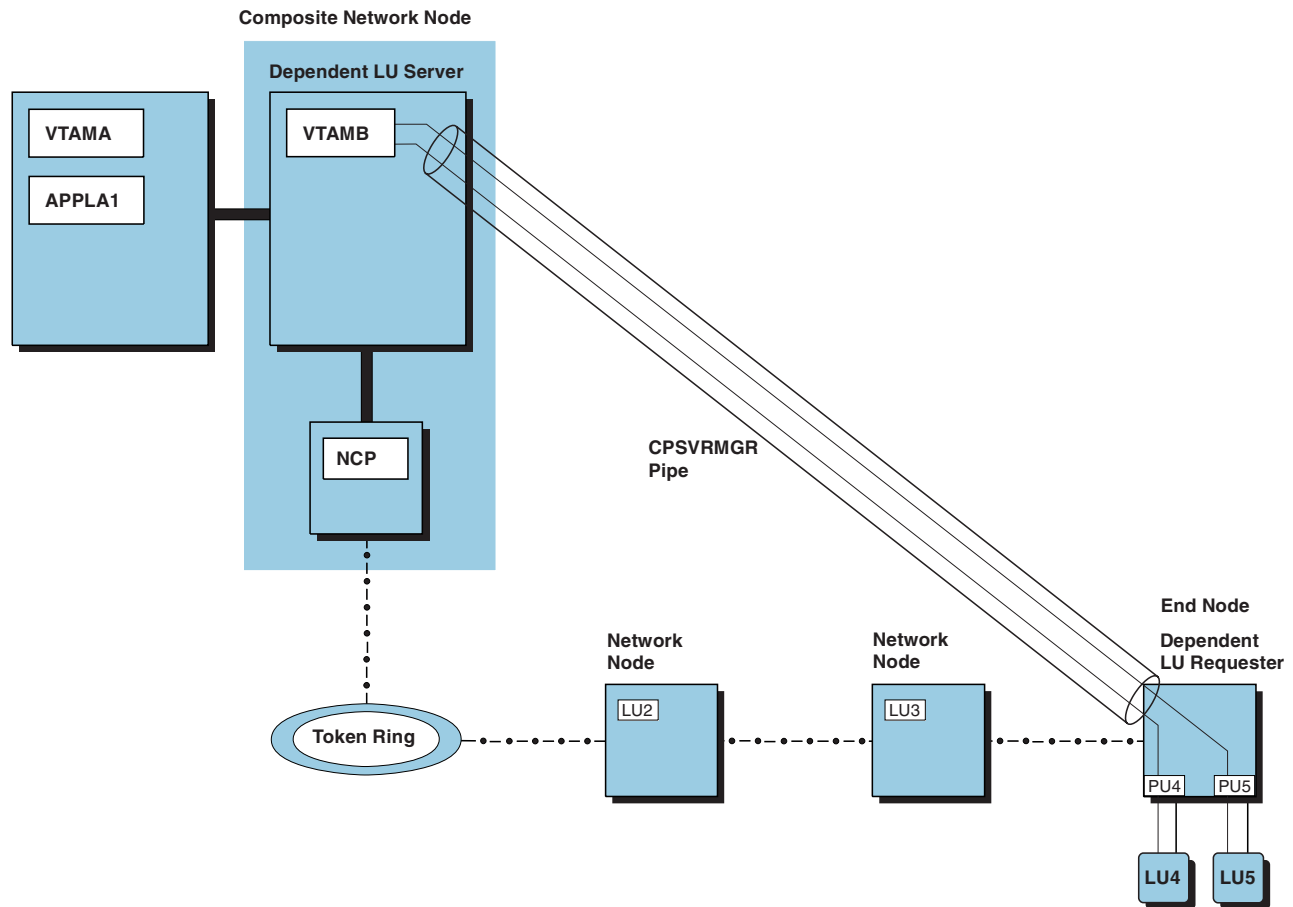 Composite Network Node
Dependent LU Server
VTAMA
VTAMB
APPLA1
NCP
CPSVRMGR
Pipe
End Node
Dependent
LU Requester
Network
Node
Network
Node
LU2
LU3
Token Ring
PU4
PU5
LU4
LU5